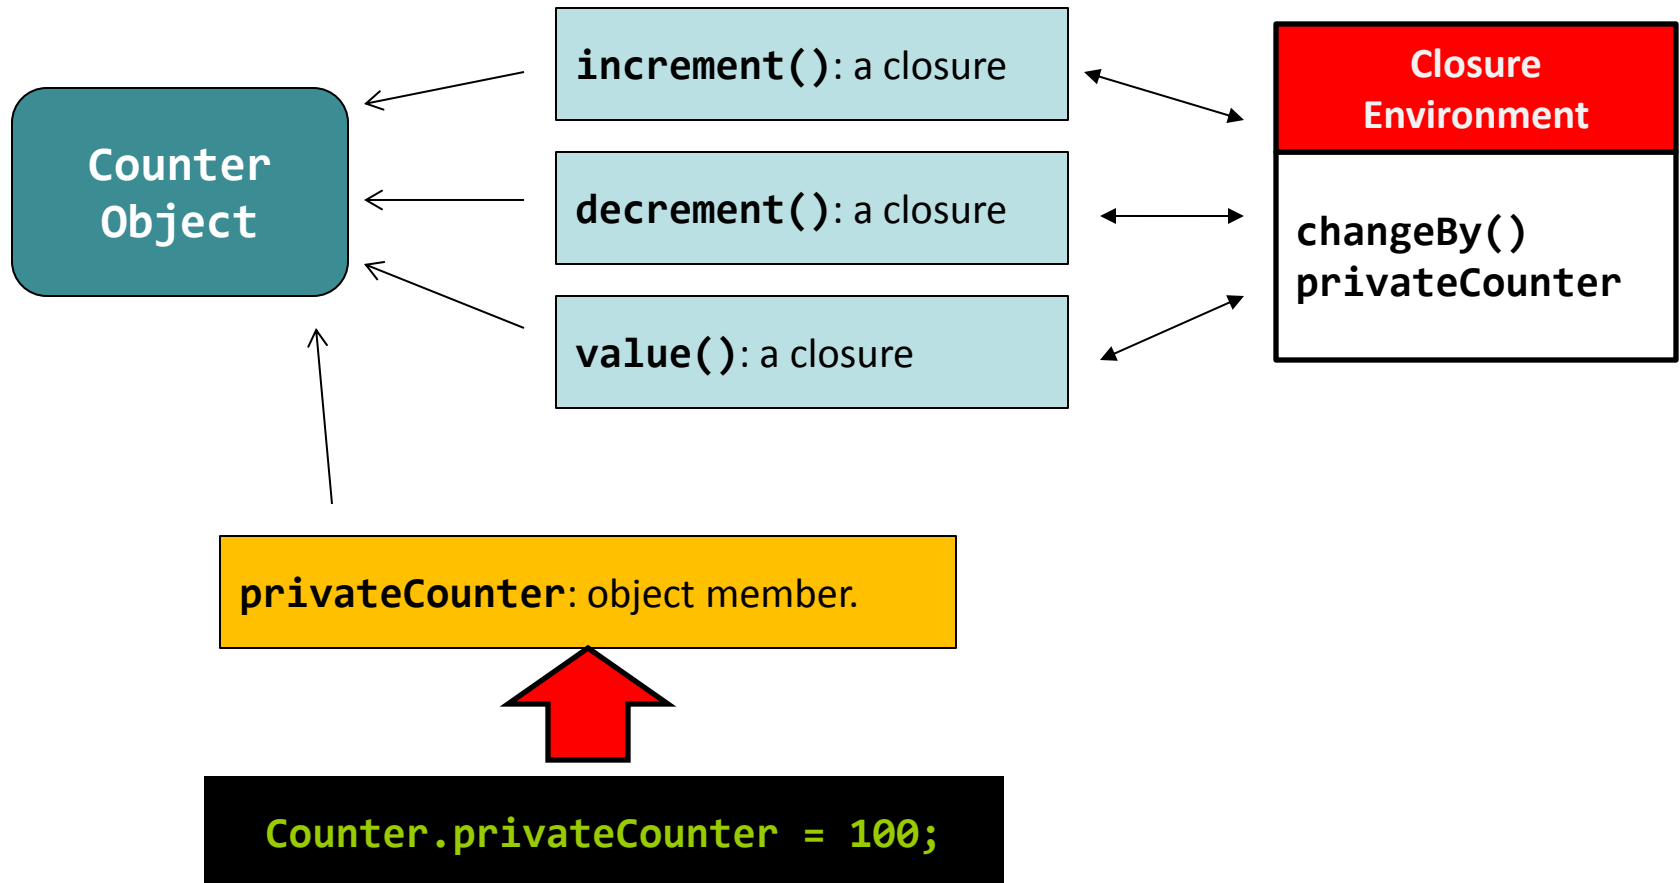 Counter
Object
increment(): a closure
decrement(): a closure
value(): a closure
Closure
Environment
changeBy()
privateCounter
privateCounter: object member.
Counter.privateCounter = 100;